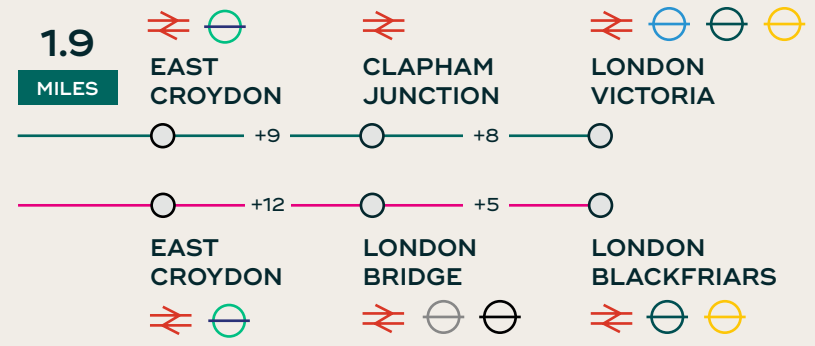 1.9
MILES
EAST
CROYDON
CLAPHAM
JUNCTION
LONDON
VICTORIA
+9
+8
+12
+5
EAST
CROYDON
LONDON
BRIDGE
LONDON
BLACKFRIARS